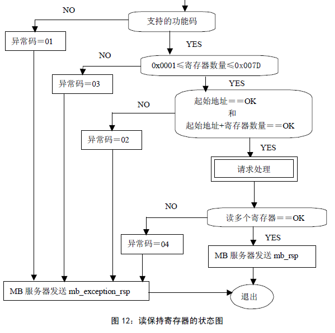 NO
支持的功能码
YES
异常码=01
NO
0x0001≤寄存器数量≤0x007D
异常码=03
YES
NO
起始地址==OK
和
起始地址+寄存器数量==OK
异常码=02
YES
请求处理
NO
读多个寄存器==OK
YES
异常码=04
MB 服务器发送 mb_rsp
MB 服务器发送 mb_exception_rsp
退出
图 12：读保持寄存器的状态图